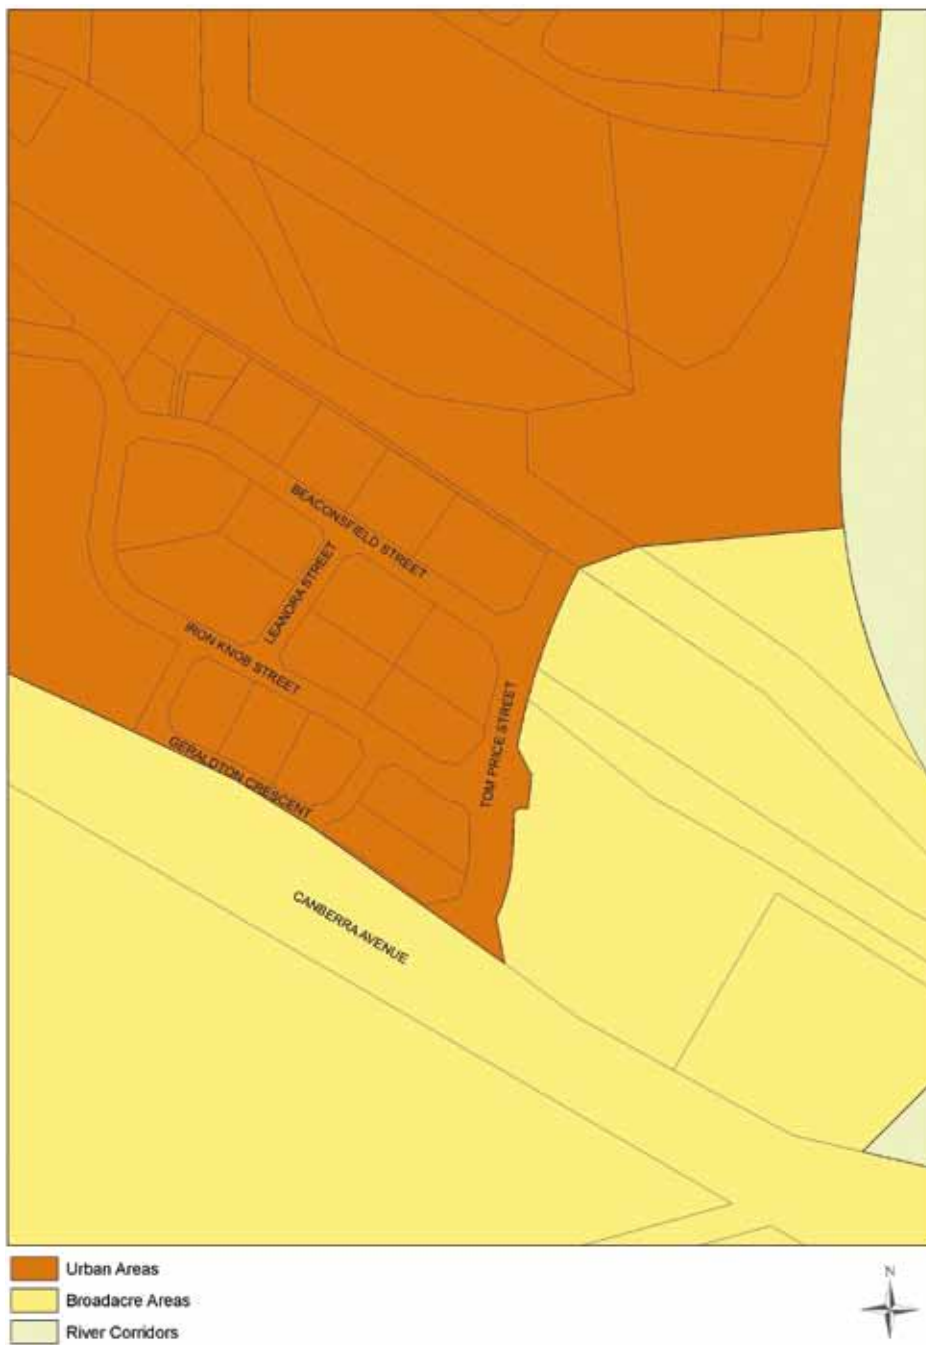 BEACONSFIELD STREET
LEANDRA STREET
IRON KNOB STREET
TOM PRICE STREET
GERALDTON CRESCENT
CANBERRA AVENUE
Urban Areas
Broadacre Areas
River Corridors
N